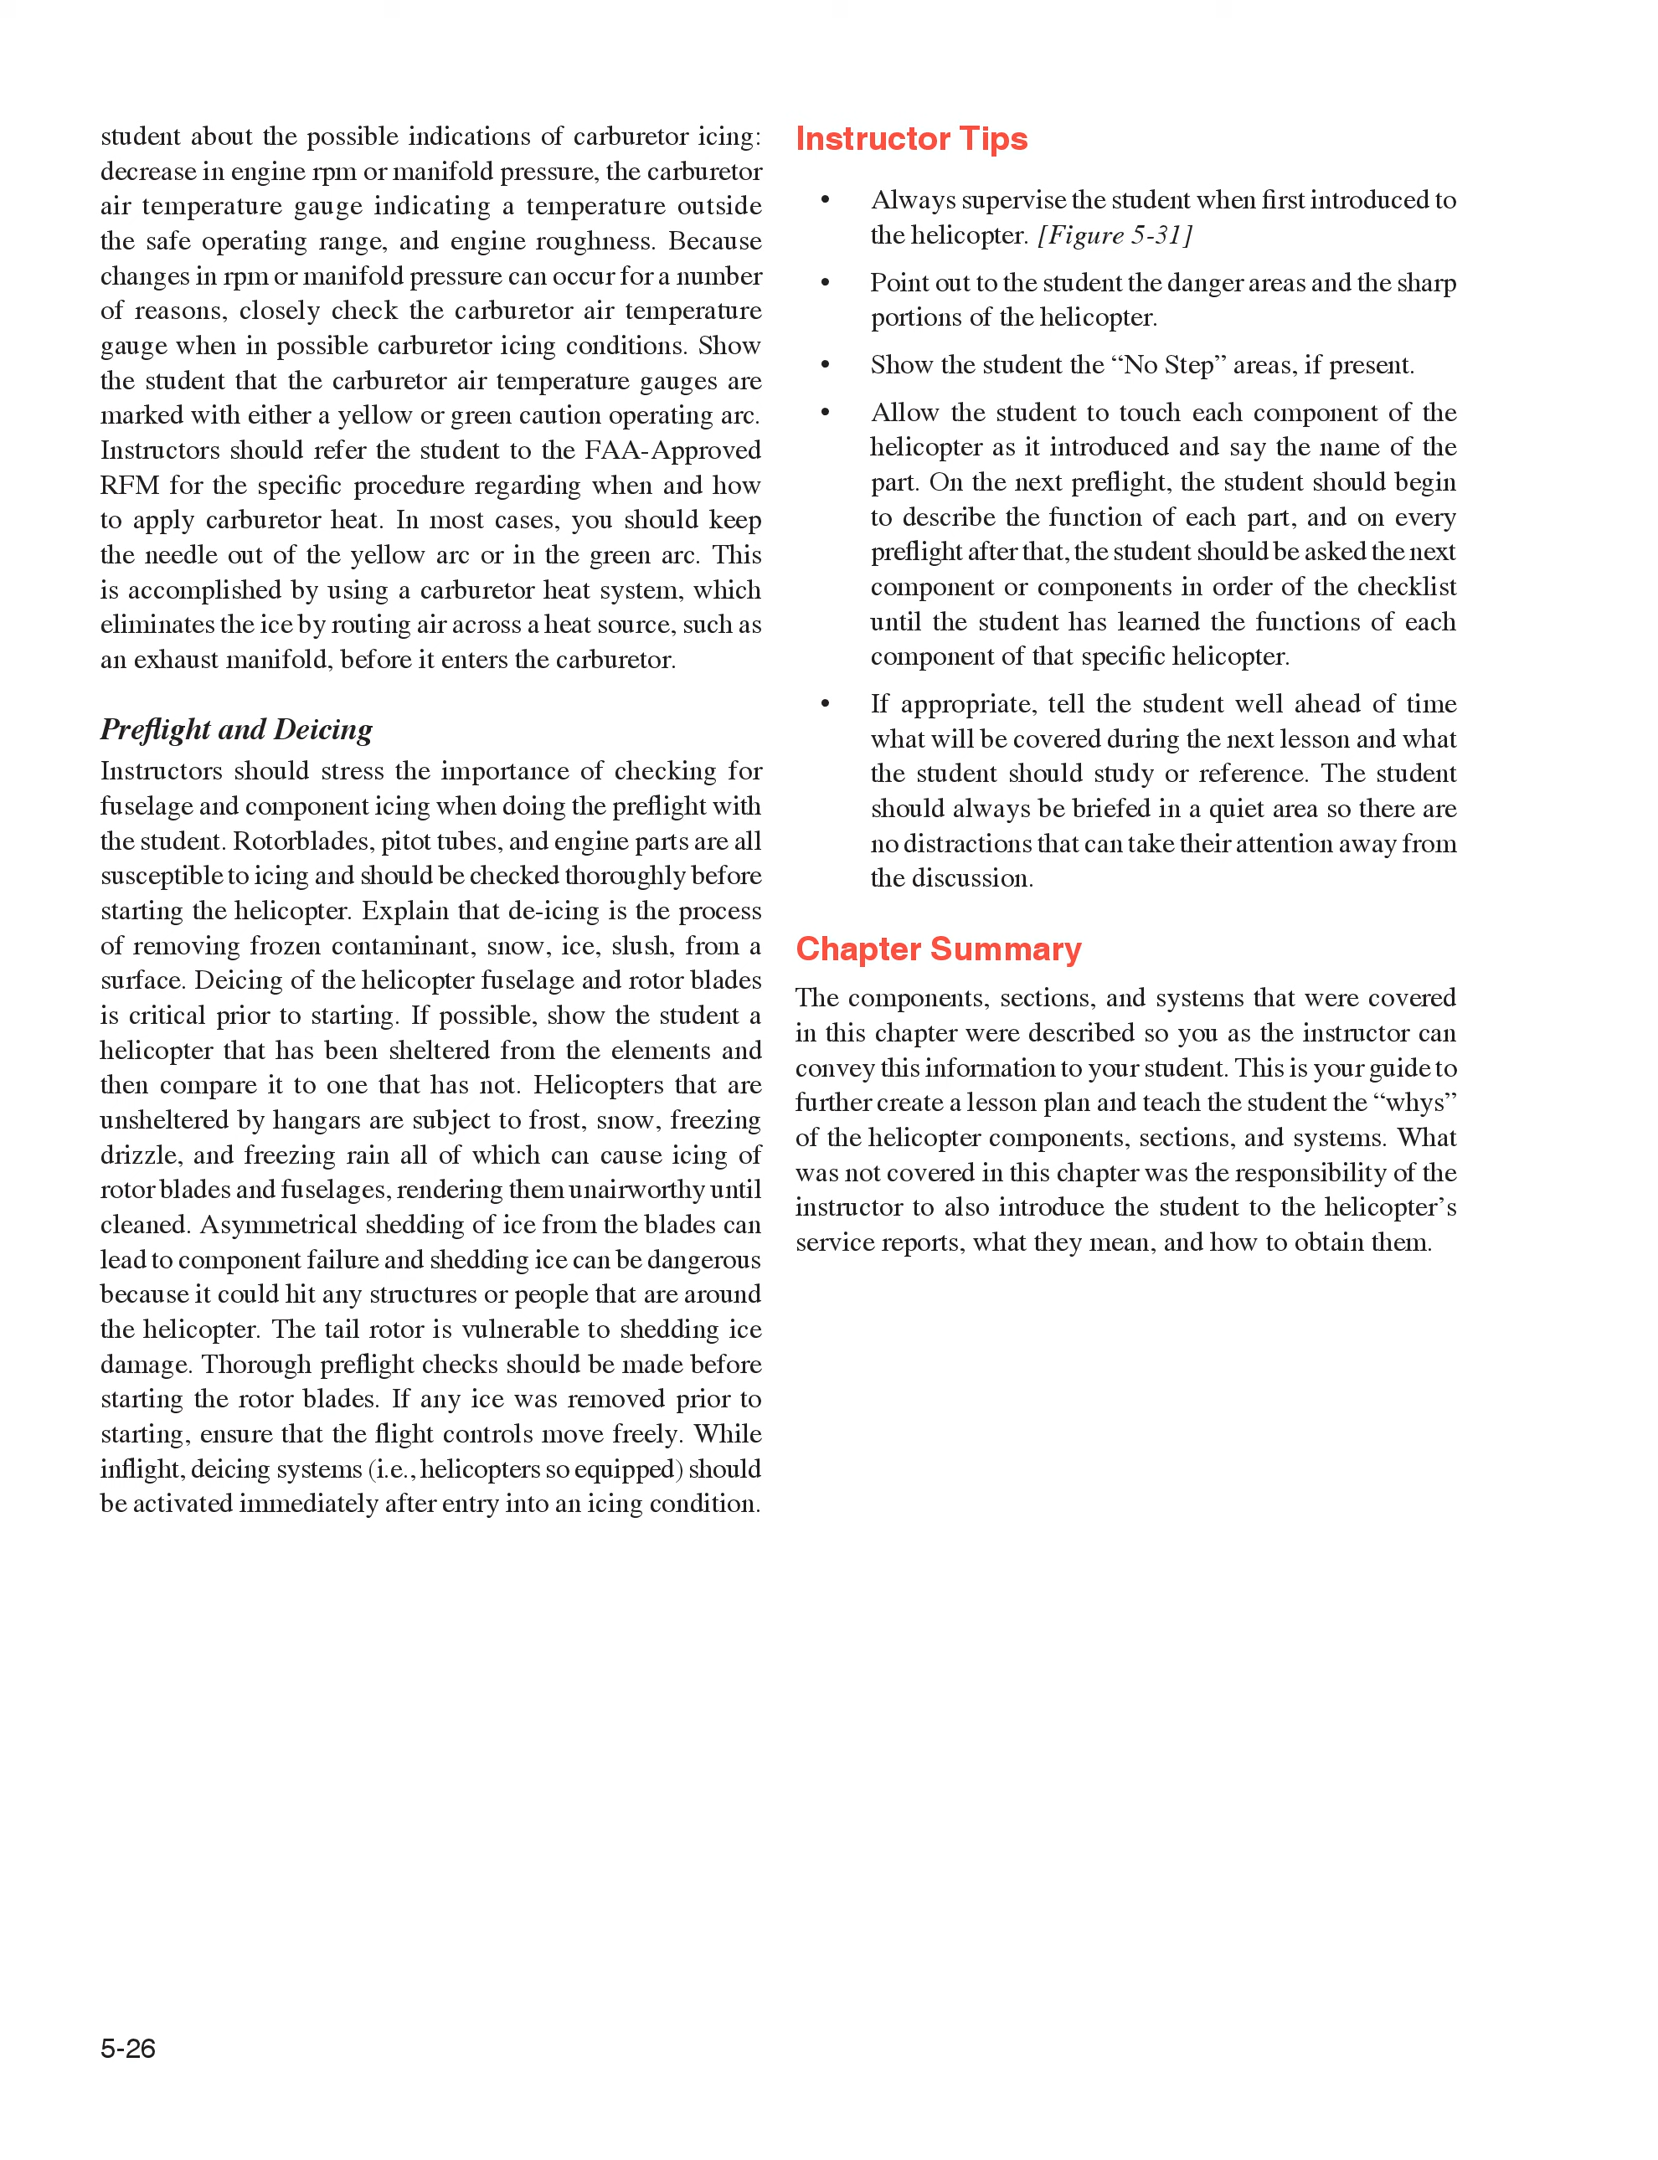 student about the possible indications of carburetor icing:
decrease in engine rpm or manifold pressure, the carburetor
air temperature gauge indicating a temperature outside
the safe operating range, and engine roughness. Because
changes in rpm or manifold pressure can occur for a number
of reasons, closely check the carburetor air temperature
gauge when in possible carburetor icing conditions. Show
the student that the carburetor air temperature gauges are
marked with either a yellow or green caution operating arc.
Instructors should refer the student to the FAA-Approved
RFM for the specific procedure regarding when and how
to apply carburetor heat. In most cases, you should keep
the needle out of the yellow arc or in the green arc. This
is accomplished by using a carburetor heat system, which
eliminates the ice by routing air across a heat source, such as
an exhaust manifold, before it enters the carburetor.
Preflight and Deicing
Instructors should stress the importance of checking for
fuselage and component icing when doing the preflight with
the student. Rotorblades, pitot tubes, and engine parts are all
susceptible to icing and should be checked thoroughly before
starting the helicopter. Explain that de-icing is the process
of removing frozen contaminant, snow, ice, slush, from a
surface. Deicing of the helicopter fuselage and rotor blades
is critical prior to starting. If possible, show the student a
helicopter that has been sheltered from the elements and
then compare it to one that has not. Helicopters that are
unsheltered by hangars are subject to frost, snow, freezing
drizzle, and freezing rain all of which can cause icing of
rotor blades and fuselages, rendering them unairworthy until
cleaned. Asymmetrical shedding of ice from the blades can
lead to component failure and shedding ice can be dangerous
because it could hit any structures or people that are around
the helicopter. The tail rotor is vulnerable to shedding ice
damage. Thorough preflight checks should be made before
starting the rotor blades. If any ice was removed prior to
starting, ensure that the flight controls move freely. While
inflight, deicing systems (i.e., helicopters so equipped) should
be activated immediately after entry into an icing condition.
Instructor Tips
• Always supervise the student when first introduced to
the helicopter. [Figure 5-31]
• Point out to the student the danger areas and the sharp
portions of the helicopter.
• Show the student the “No Step” areas, if present.
• Allow the student to touch each component of the
helicopter as it introduced and say the name of the
part. On the next preflight, the student should begin
to describe the function of each part, and on every
preflight after that, the student should be asked the next
component or components in order of the checklist
until the student has learned the functions of each
component of that specific helicopter.
• If appropriate, tell the student well ahead of time
what will be covered during the next lesson and what
the student should study or reference. The student
should always be briefed in a quiet area so there are
no distractions that can take their attention away from
the discussion.
Chapter Summary
The components, sections, and systems that were covered
in this chapter were described so you as the instructor can
convey this information to your student. This is your guide to
further create a lesson plan and teach the student the “whys”
of the helicopter components, sections, and systems. What
was not covered in this chapter was the responsibility of the
instructor to also introduce the student to the helicopter’s
service reports, what they mean, and how to obtain them.
5-26